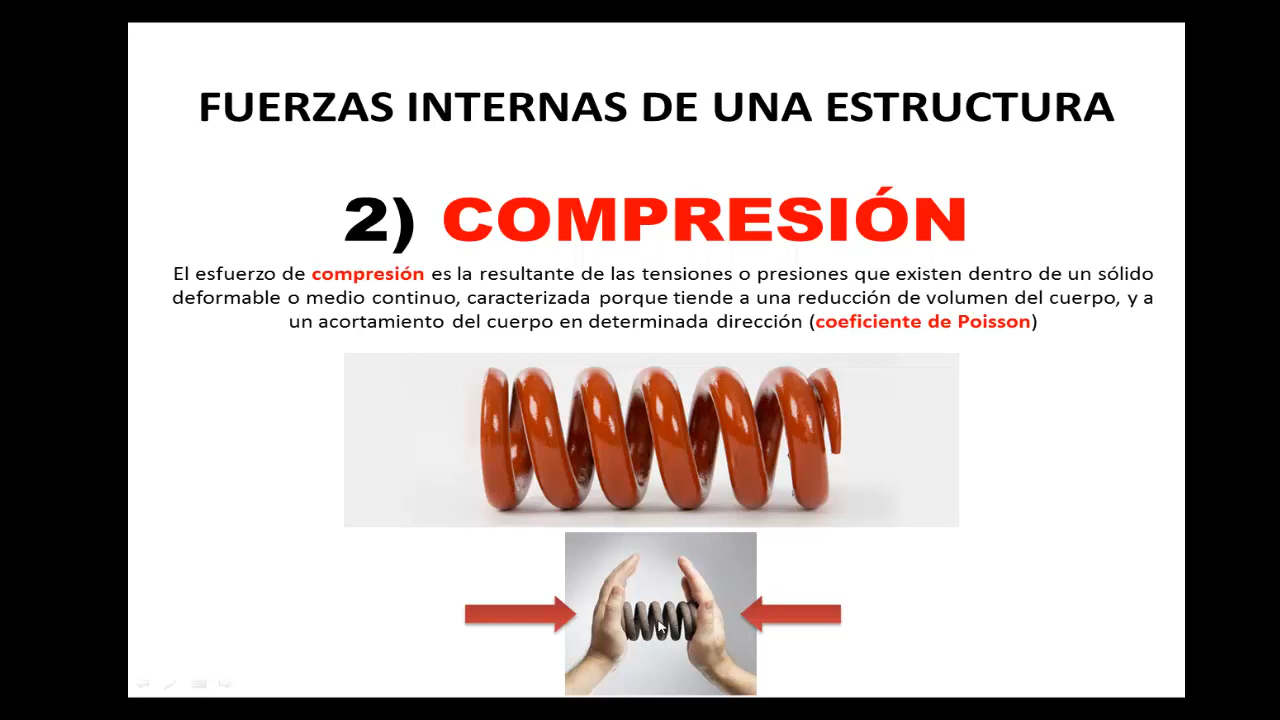 FUERZAS INTERNAS DE UNA ESTRUCTURA
2) COMPRESIÓN
El esfuerzo de compresión es la resultante de las tensiones o presiones que existen dentro de un sólido
deformable o medio continuo, caracterizada porque tiende a una reducción de volumen del cuerpo, y a
un acortamiento del cuerpo en determinada dirección (coeficiente de Poisson)